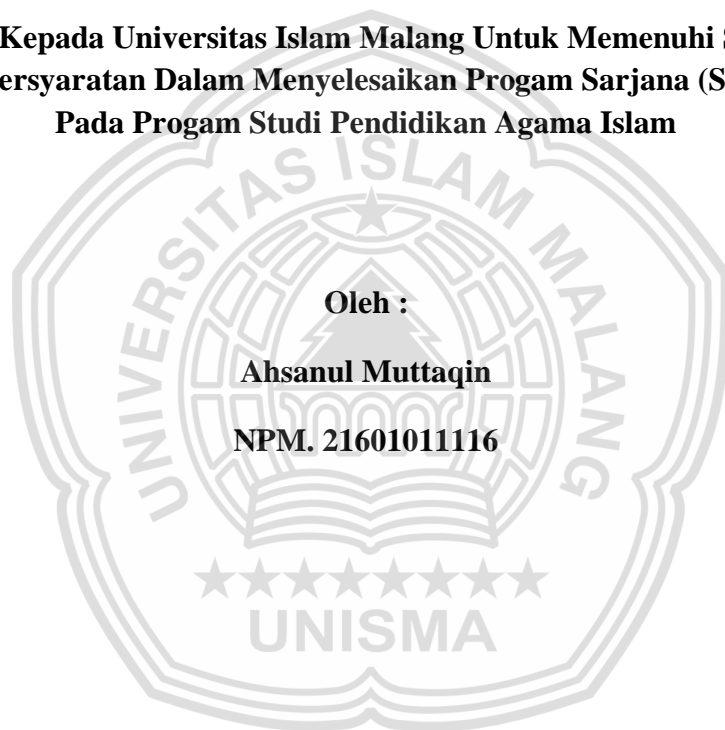 Kepada Universitas Islam Malang Untuk Memenuhi
Dalam Menyelesaikan Progam Sarjana
Pada Progam Studi Pendidikan Agama Islam
UNIVERSITAS ISLAM MALANG
Oleh :
Ahsanul Muttaqin
NPM. 21601011116
UNISMA